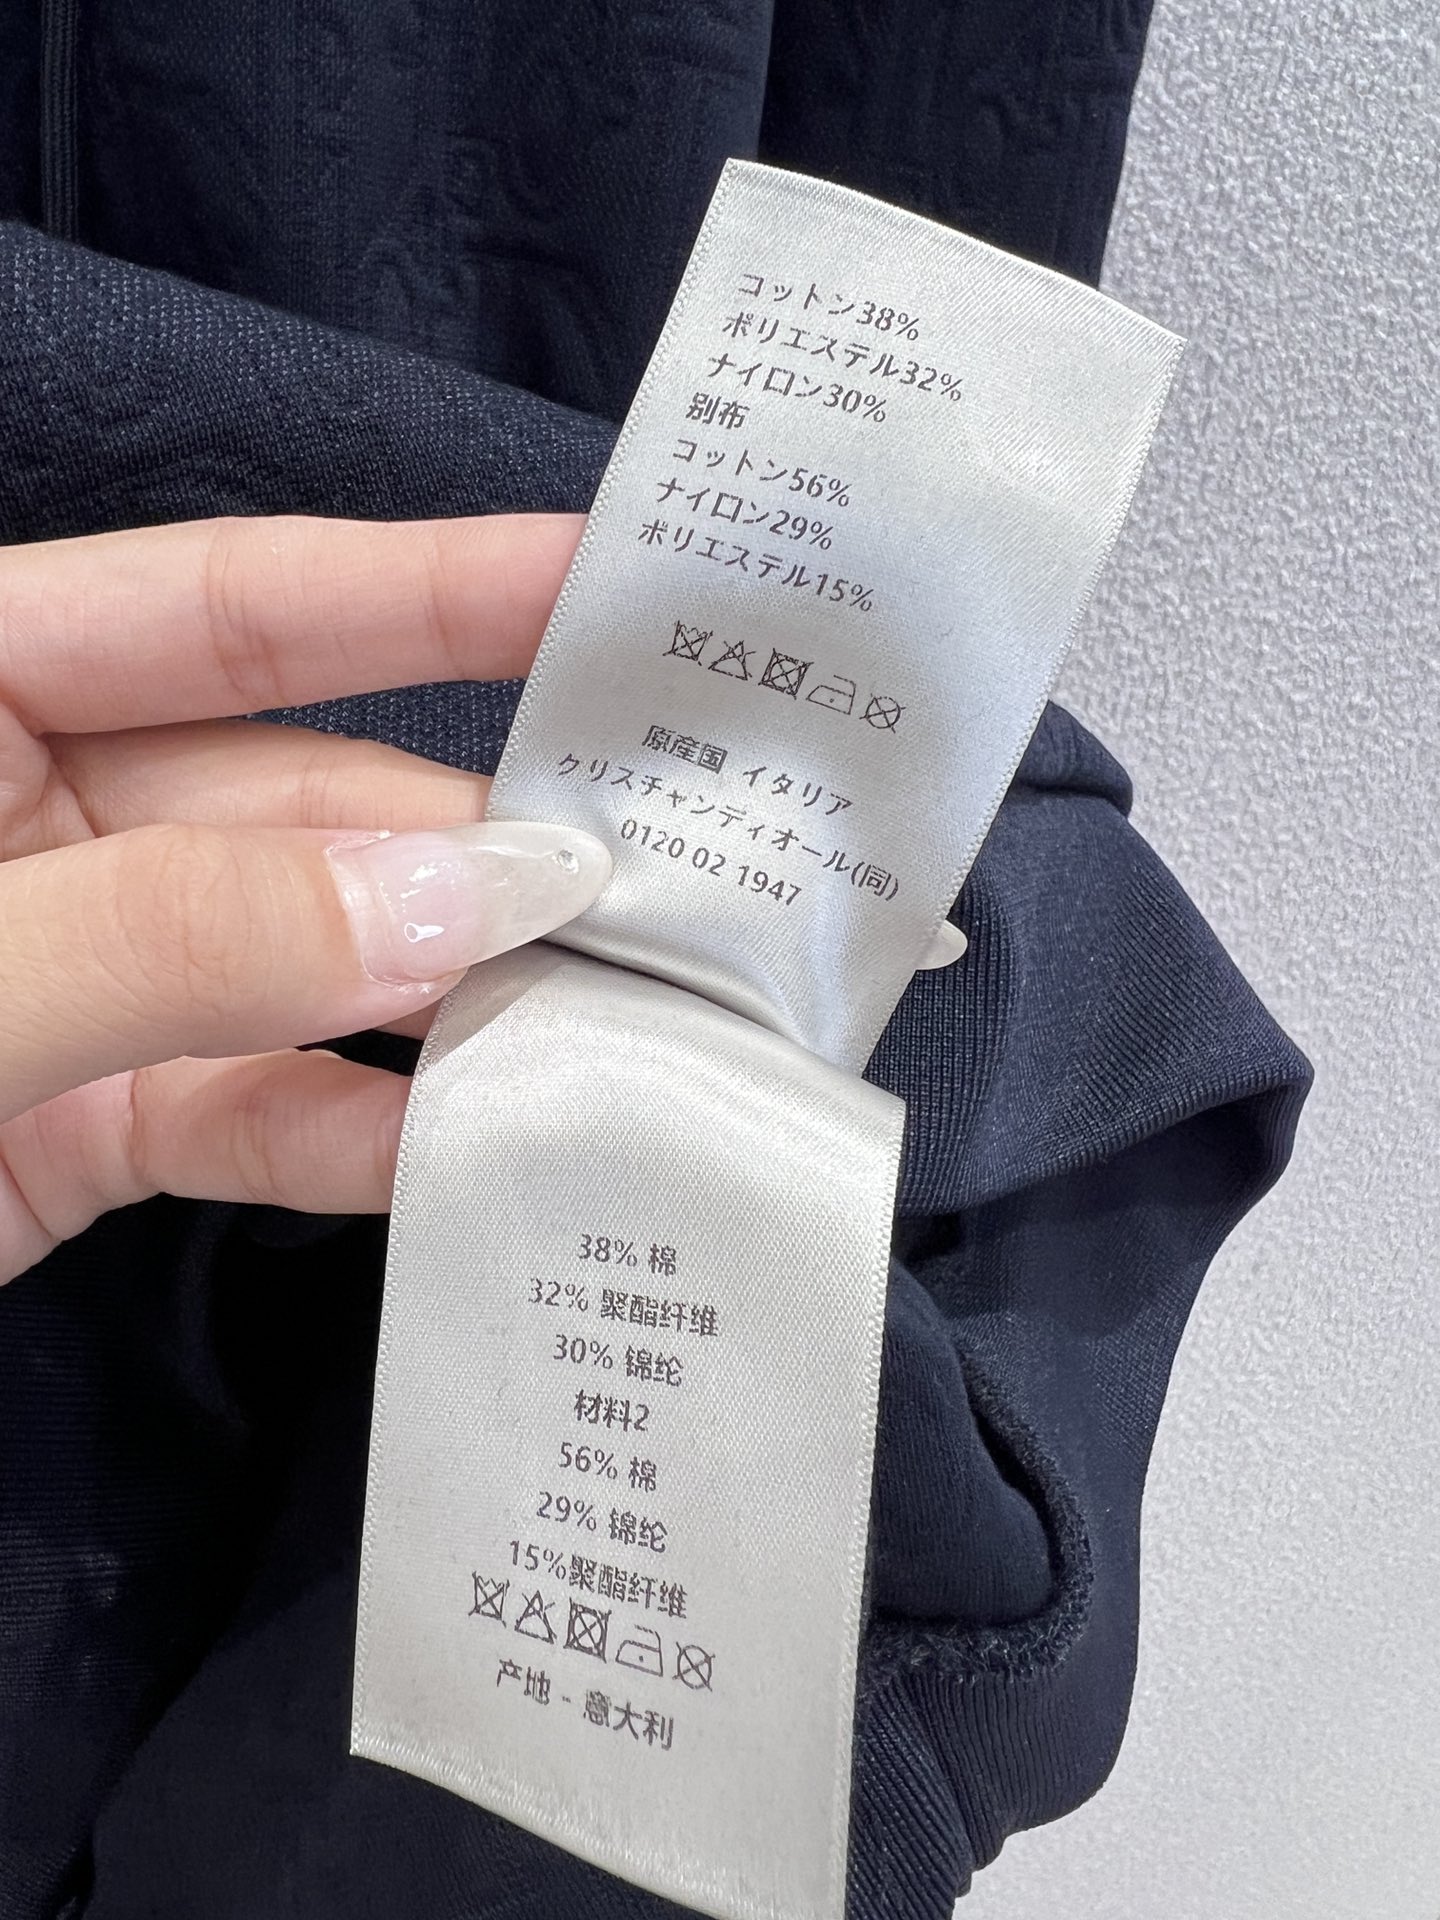 コットン38%
ポリエステル32%
ナイロン30%
別布
コットン56%
ナイロン29%
ポリエステル15%
原産国 イタリア
クリスチャンディオール(同)
0120 02 1947
38% 棉
32% 聚酯纤维
30% 锦纶
材料2
56% 棉
29% 锦纶
15%聚酯纤维
产地 - 意大利